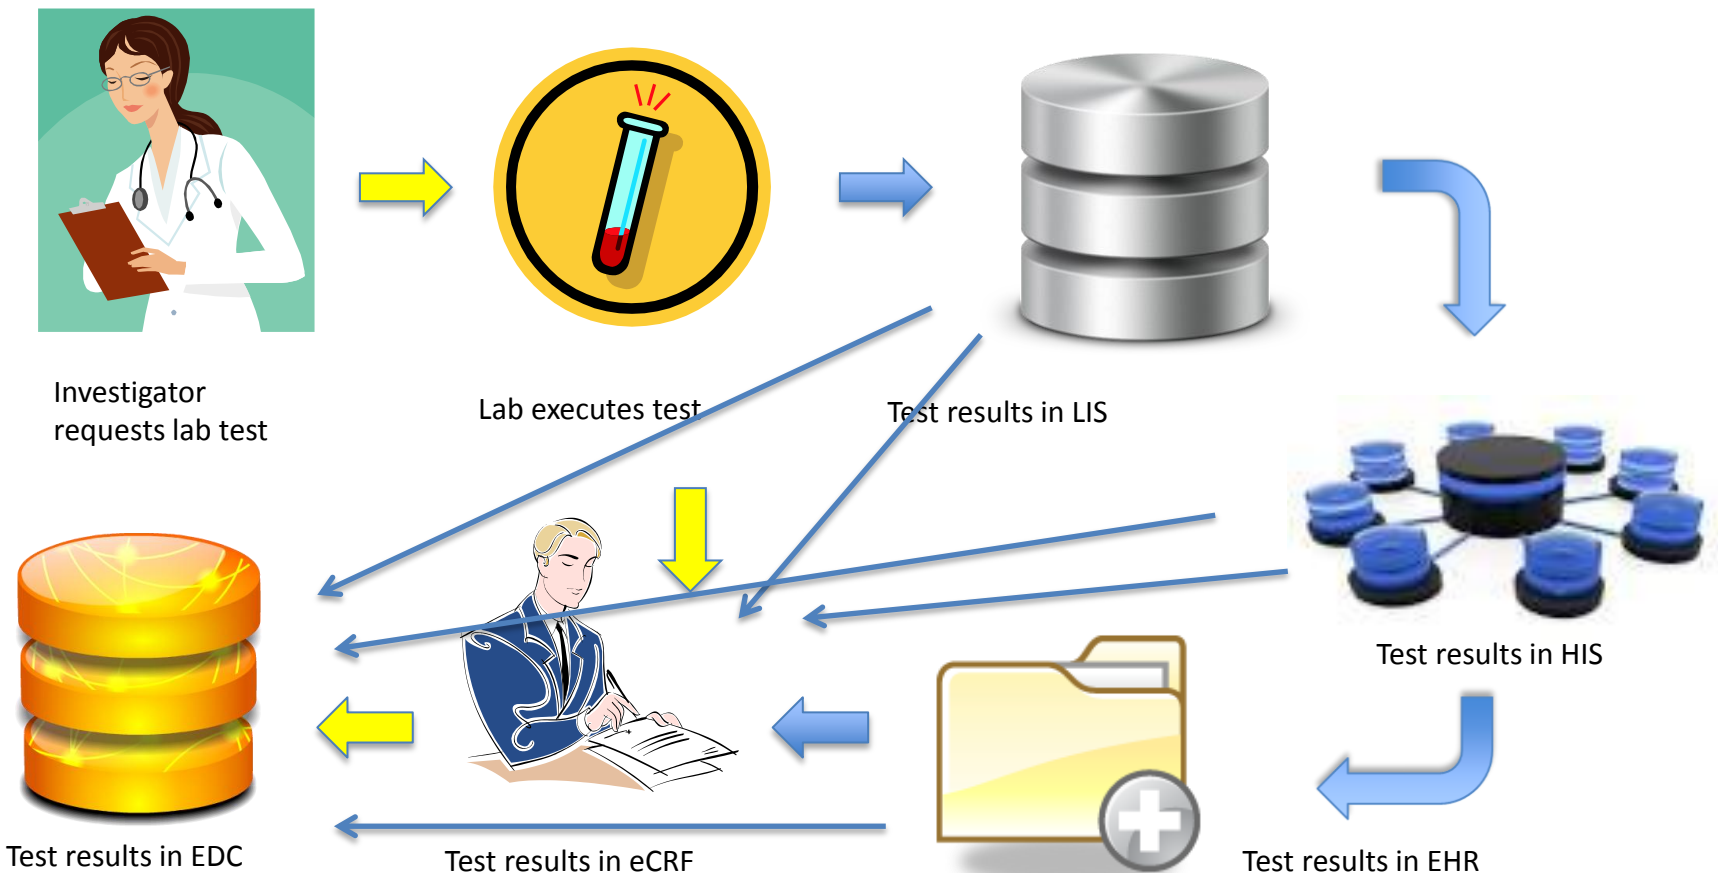 Investigator
requests lab test
Lab executes test
Test results in LIS
Test results in HIS
Test results in EDC
Test results in eCRF
Test results in EHR